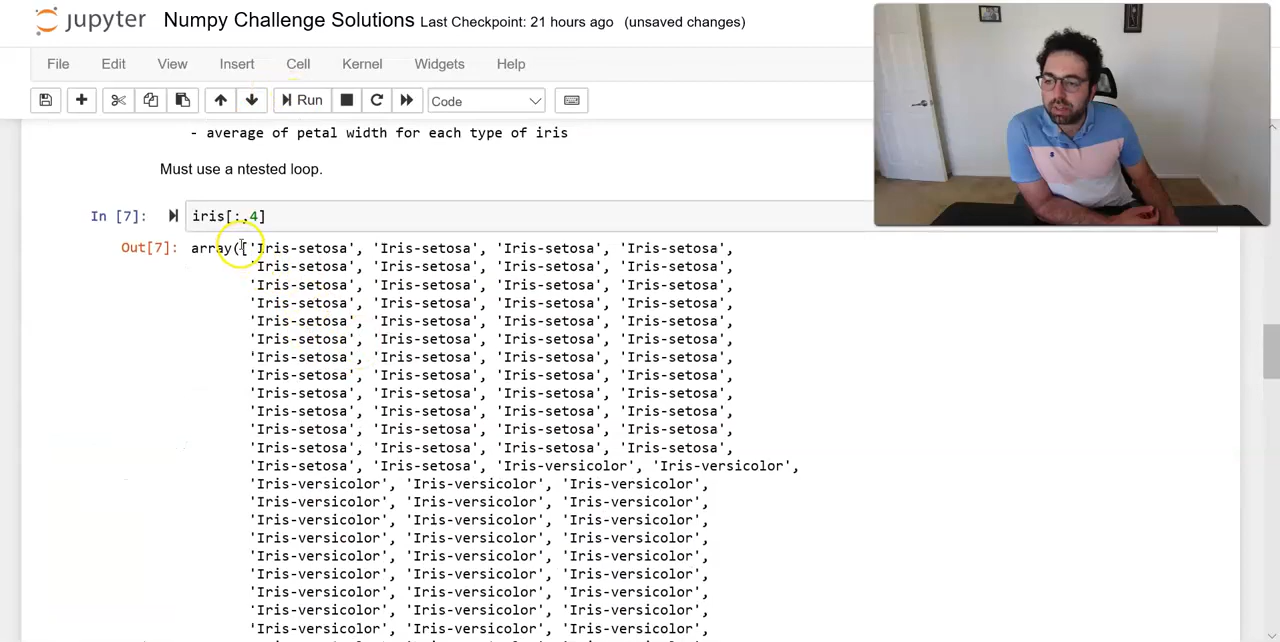 jupyter Numpy Challenge Solutions Last Checkpoint: 21 hours ago (unsaved changes)
File Edit View Insert Cell Kernel Widgets Help
Run Code
- average of petal width for each type of iris
Must use a ntested loop.
In [7]: iris[:,4]
Out[7]: array(['Iris-setosa', 'Iris-setosa', 'Iris-setosa', 'Iris-setosa',
'Iris-setosa', 'Iris-setosa', 'Iris-setosa', 'Iris-setosa',
'Iris-setosa', 'Iris-setosa', 'Iris-setosa', 'Iris-setosa',
'Iris-setosa', 'Iris-setosa', 'Iris-setosa', 'Iris-setosa',
'Iris-setosa', 'Iris-setosa', 'Iris-setosa', 'Iris-setosa',
'Iris-setosa', 'Iris-setosa', 'Iris-setosa', 'Iris-setosa',
'Iris-setosa', 'Iris-setosa', 'Iris-setosa', 'Iris-setosa',
'Iris-setosa', 'Iris-setosa', 'Iris-setosa', 'Iris-setosa',
'Iris-setosa', 'Iris-setosa', 'Iris-setosa', 'Iris-setosa',
'Iris-setosa', 'Iris-setosa', 'Iris-setosa', 'Iris-setosa',
'Iris-setosa', 'Iris-setosa', 'Iris-setosa', 'Iris-setosa',
'Iris-setosa', 'Iris-setosa', 'Iris-setosa', 'Iris-setosa',
'Iris-setosa', 'Iris-setosa', 'Iris-versicolor', 'Iris-versicolor',
'Iris-versicolor', 'Iris-versicolor', 'Iris-versicolor',
'Iris-versicolor', 'Iris-versicolor', 'Iris-versicolor',
'Iris-versicolor', 'Iris-versicolor', 'Iris-versicolor',
'Iris-versicolor', 'Iris-versicolor', 'Iris-versicolor',
'Iris-versicolor', 'Iris-versicolor', 'Iris-versicolor',
'Iris-versicolor', 'Iris-versicolor', 'Iris-versicolor',
'Iris-versicolor', 'Iris-versicolor', 'Iris-versicolor',
'Iris-versicolor', 'Iris-versicolor', 'Iris-versicolor',
'Iris-versicolor', 'Iris-versicolor', 'Iris-versicolor',